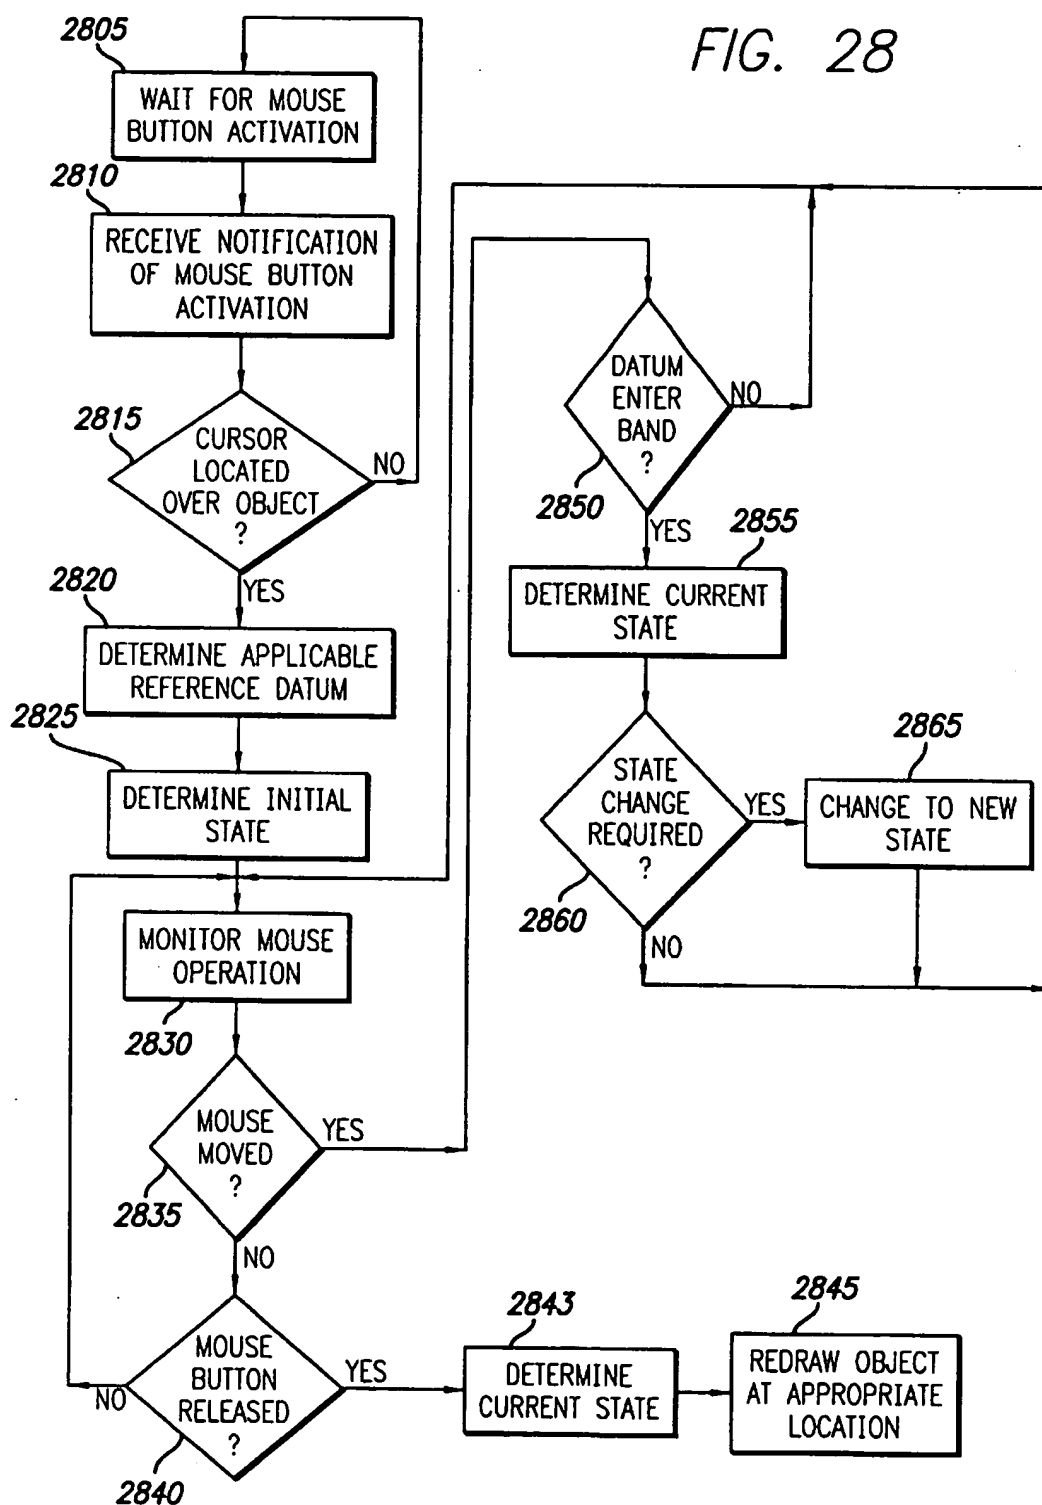 FIG. 28
2805
WAIT FOR MOUSE
BUTTON ACTIVATION
2810
RECEIVE NOTIFICATION
OF MOUSE BUTTON
ACTIVATION
2815
CURSOR
LOCATED
OVER OBJECT
?
NO
YES
2820
DETERMINE APPLICABLE
REFERENCE DATUM
2825
DETERMINE INITIAL
STATE
MONITOR MOUSE
OPERATION
2830
MOUSE
MOVED
?
YES
2835
NO
MOUSE
BUTTON
RELEASED
?
NO
YES
2840
2843
DETERMINE
CURRENT STATE
2845
REDRAW OBJECT
AT APPROPRIATE
LOCATION
DATUM
ENTER
BAND
?
NO
2850
YES
2855
DETERMINE CURRENT
STATE
STATE
CHANGE
REQUIRED
?
YES
2860
NO
2865
CHANGE TO NEW
STATE